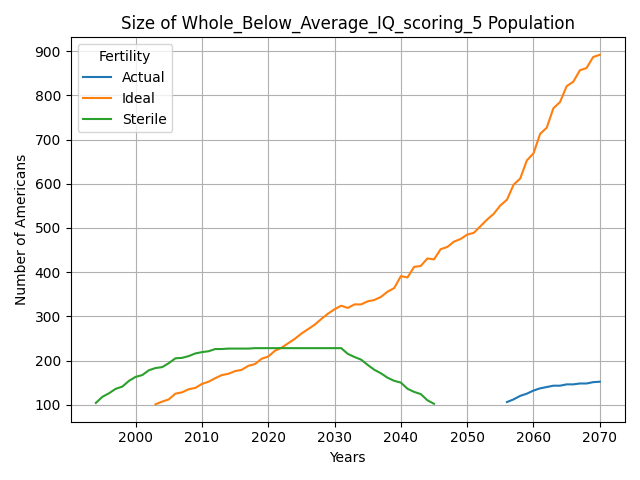 Size of Whole_Below_Average_IQ_scoring_5 Population
Number of Americans
900
800
700
600
500
400
300
200
100
Fertility
Actual
Ideal
Sterile
2000 2010 2020 2030 2040 2050 2060 2070
Years